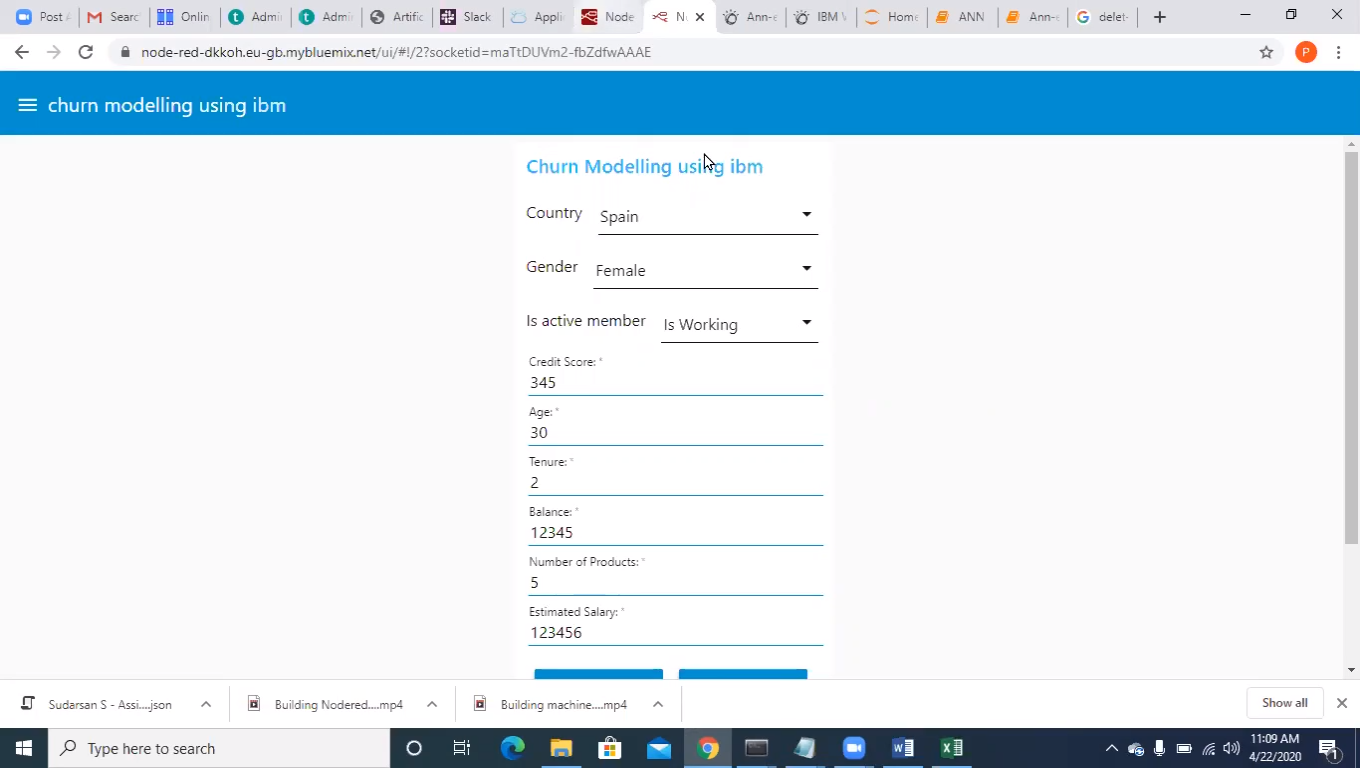 Post A
Searc
Onlin
Admi
Admi
Artific
Slack
Appli
Node
No
Ann-e
IBM V
Home
ANN
Ann-e
delet-
node-red-dkkoh.eu-gb.mybluemix.net/ui/#!/2?socketid=maTtDUVm2-fbZdfwAAAE
P
churn modelling using ibm
Churn Modelling using ibm
Country Spain
Gender Female
Is active member Is Working
Credit Score: *
345
Age: *
30
Tenure: *
2
Balance: *
12345
Number of Products: *
5
Estimated Salary: *
123456
Sudarsan S - Assi....json
Building Nodered....mp4
Building machine....mp4
Show all
Type here to search
11:09 AM
4/22/2020
1